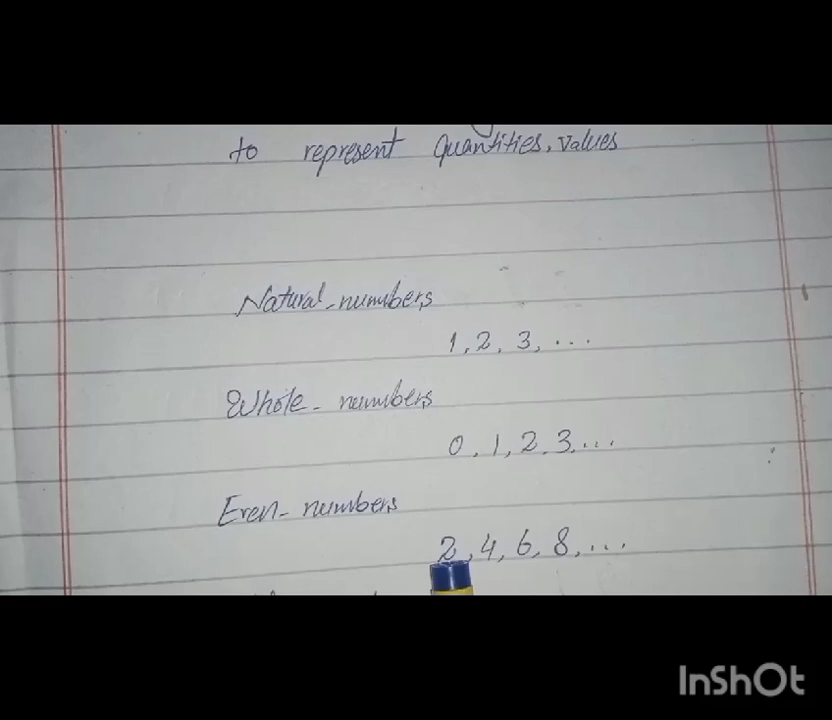 to represent quantities, values
Natural-numbers
1, 2, 3, ...
Whole-numbers
0, 1, 2, 3, ...
Even-numbers
2, 4, 6, 8, ...
InShOt